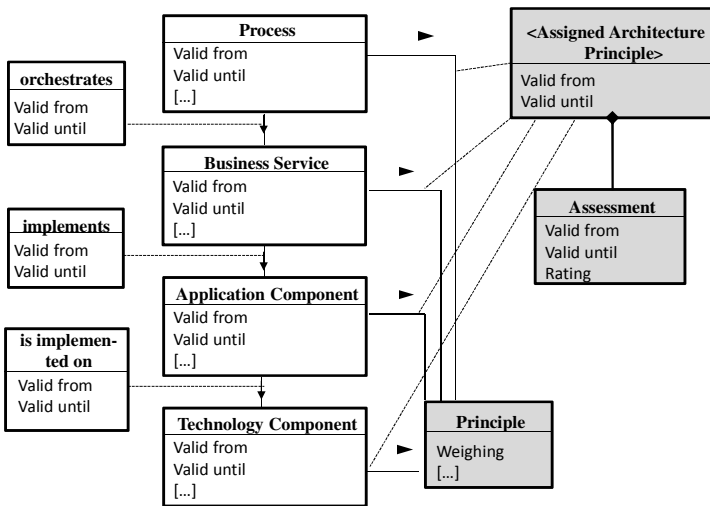 Process
Valid from
Valid until
[...]
<Assigned Architecture
Principle>
Valid from
Valid until
orchestrates
Valid from
Valid until
Business Service
Valid from
Valid until
[...]
Assessment
Valid from
Valid until
Rating
implements
Valid from
Valid until
Application Component
Valid from
Valid until
[...]
is implemen-
ted on
Valid from
Valid until
Technology Component
Valid from
Valid until
[...]
Principle
Weighing
[...]